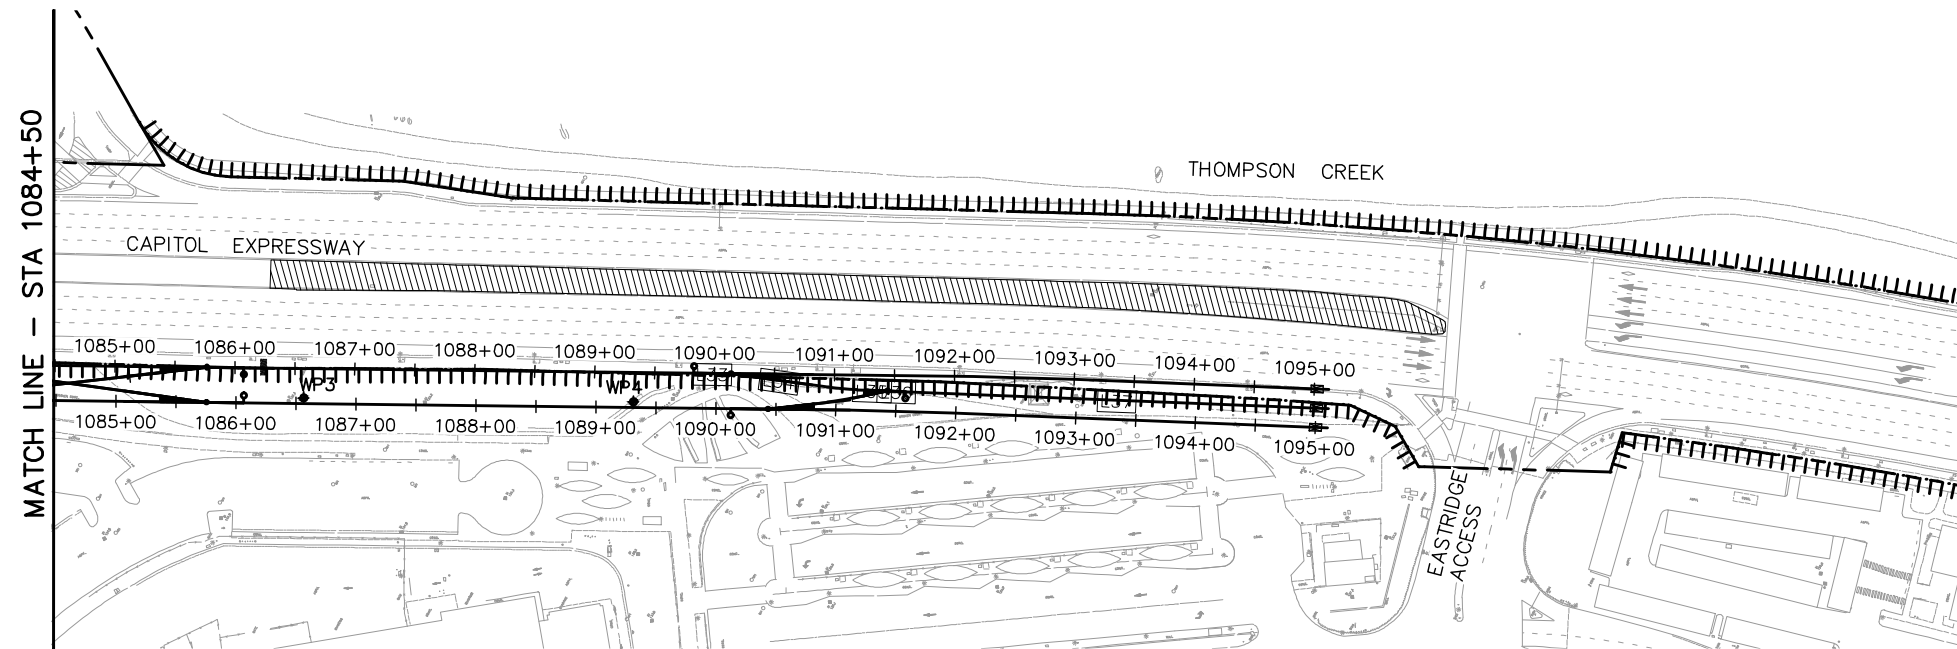 MATCH LINE – STA 1084+50
THOMPSON CREEK
CAPITOL EXPRESSWAY
1085+00 1086+00 1087+00 1088+00 1089+00 1090+00 1091+00 1092+00 1093+00 1094+00 1095+00
WP3
WP4
L37
1085+00 1086+00 1087+00 1088+00 1089+00 1090+00 1091+00 1092+00 1093+00 1094+00 1095+00
EASTRIDGE
ACCESS